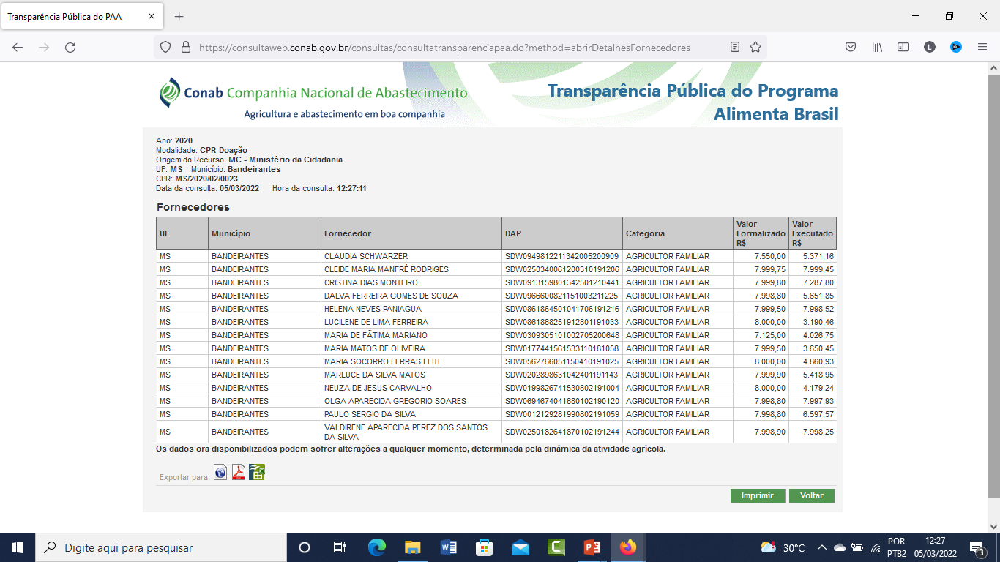 Transparência Pública do PAA
https://consultaweb.conab.gov.br/consultas/consultatransparenciapaa.do?method=abrirDetalhesFornecedores
Conab Companhia Nacional de Abastecimento
Agricultura e abastecimento em boa companhia
Transparência Pública do Programa
Alimenta Brasil
Ano: 2020
Modalidade: CPR-Doação
Origem do Recurso: MC - Ministério da Cidadania
UF: MS Município: Bandeirantes
CPR: MS/2020/02/0023
Data da consulta: 05/03/2022 Hora da consulta: 12:27:11
Fornecedores
UF Município Fornecedor DAP Categoria Valor Formalizado R$ Valor Executado R$
MS BANDEIRANTES CLAUDIA SCHWARZER SDW0949812211342005200909 AGRICULTOR FAMILIAR 7.550,00 5.371,16
MS BANDEIRANTES CLEIDE MARIA MANFRÉ RODRIGES SDW0250340061200310191206 AGRICULTOR FAMILIAR 7.999,75 7.999,45
MS BANDEIRANTES CRISTINA DIAS MONTEIRO SDW0913159801342501210441 AGRICULTOR FAMILIAR 7.999,80 7.287,80
MS BANDEIRANTES DALVA FERREIRA GOMES DE SOUZA SDW0966600821151003211225 AGRICULTOR FAMILIAR 7.998,80 5.651,85
MS BANDEIRANTES HELENA NEVES PANIAGUA SDW0861864501041706191216 AGRICULTOR FAMILIAR 7.999,50 7.998,52
MS BANDEIRANTES LUCILENE DE LIMA FERREIRA SDW0861868251912801191033 AGRICULTOR FAMILIAR 8.000,00 3.190,46
MS BANDEIRANTES MARIA DE FÃTIMA MARIANO SDW0309305101002705200648 AGRICULTOR FAMILIAR 7.125,00 4.026,75
MS BANDEIRANTES MARIA MATOS DE OLIVEIRA SDW0177441561533110181058 AGRICULTOR FAMILIAR 7.999,50 3.650,45
MS BANDEIRANTES MARIA SOCORRO FERRAS LEITE SDW0562766051150410191025 AGRICULTOR FAMILIAR 8.000,00 4.860,93
MS BANDEIRANTES MARLUCE DA SILVA MATOS SDW0202898631042401191143 AGRICULTOR FAMILIAR 7.999,90 5.418,95
MS BANDEIRANTES NEUZA DE JESUS CARVALHO SDW0199826741530802191004 AGRICULTOR FAMILIAR 8.000,00 4.179,24
MS BANDEIRANTES OLGA APARECIDA GREGORIO SOARES SDW0694674041680102190120 AGRICULTOR FAMILIAR 7.998,80 7.997,93
MS BANDEIRANTES PAULO SERGIO DA SILVA SDW0012129281990802191059 AGRICULTOR FAMILIAR 7.998,80 6.597,57
MS BANDEIRANTES VALDIRENE APARECIDA PEREZ DOS SANTOS DA SILVA SDW0250182641870102191244 AGRICULTOR FAMILIAR 7.998,90 7.998,25
Os dados ora disponibilizados podem sofrer alterações a qualquer momento, determinada pela dinâmica da atividade agrícola.
Exportar para:
Imprimir Voltar
Digite aqui para pesquisar
30°C
POR
PTB2
12:27
05/03/2022
3